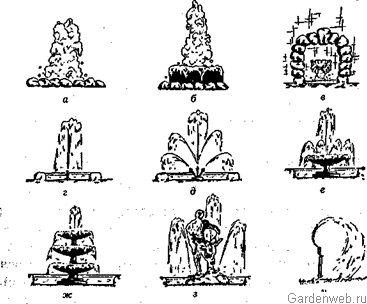 а б в
г д е
ж з и
Gardenweb.ru